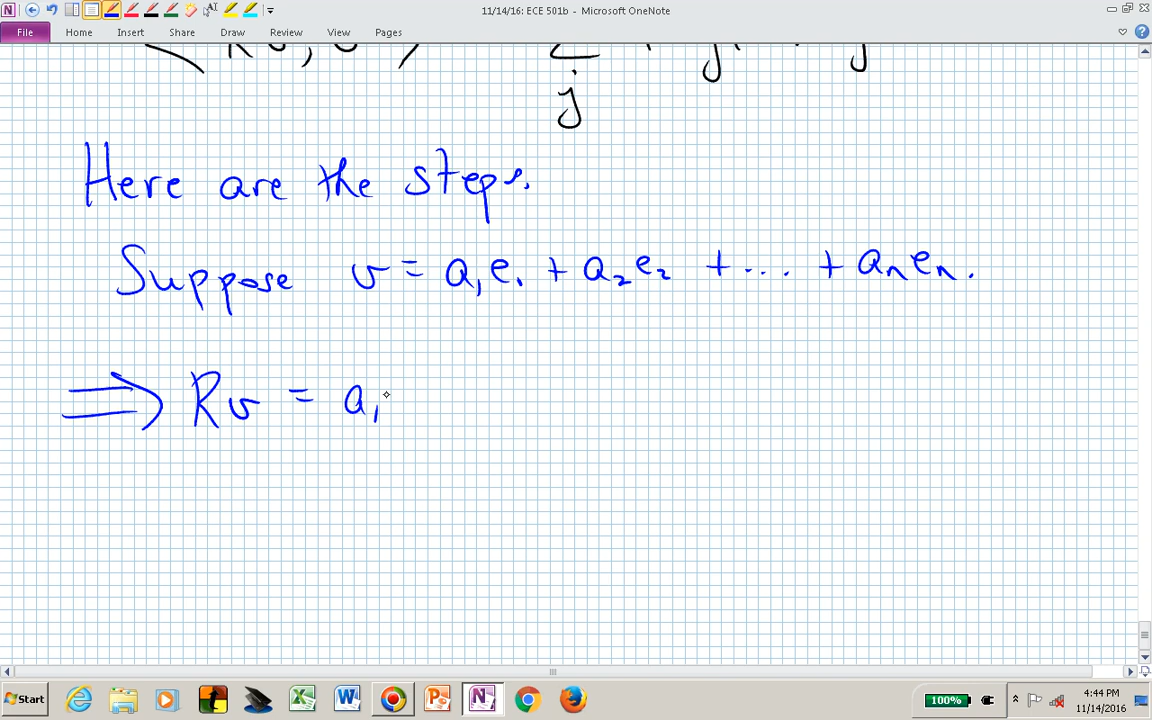 11/14/16: ECE 501b - Microsoft OneNote
File Home Insert Share Draw Review View Pages
j
Here are the steps.
Suppose v = a₁e₁ + a₂e₂ + ... + aₙeₙ.
⇒ Rv = a₁
Start
100%
4:44 PM
11/14/2016